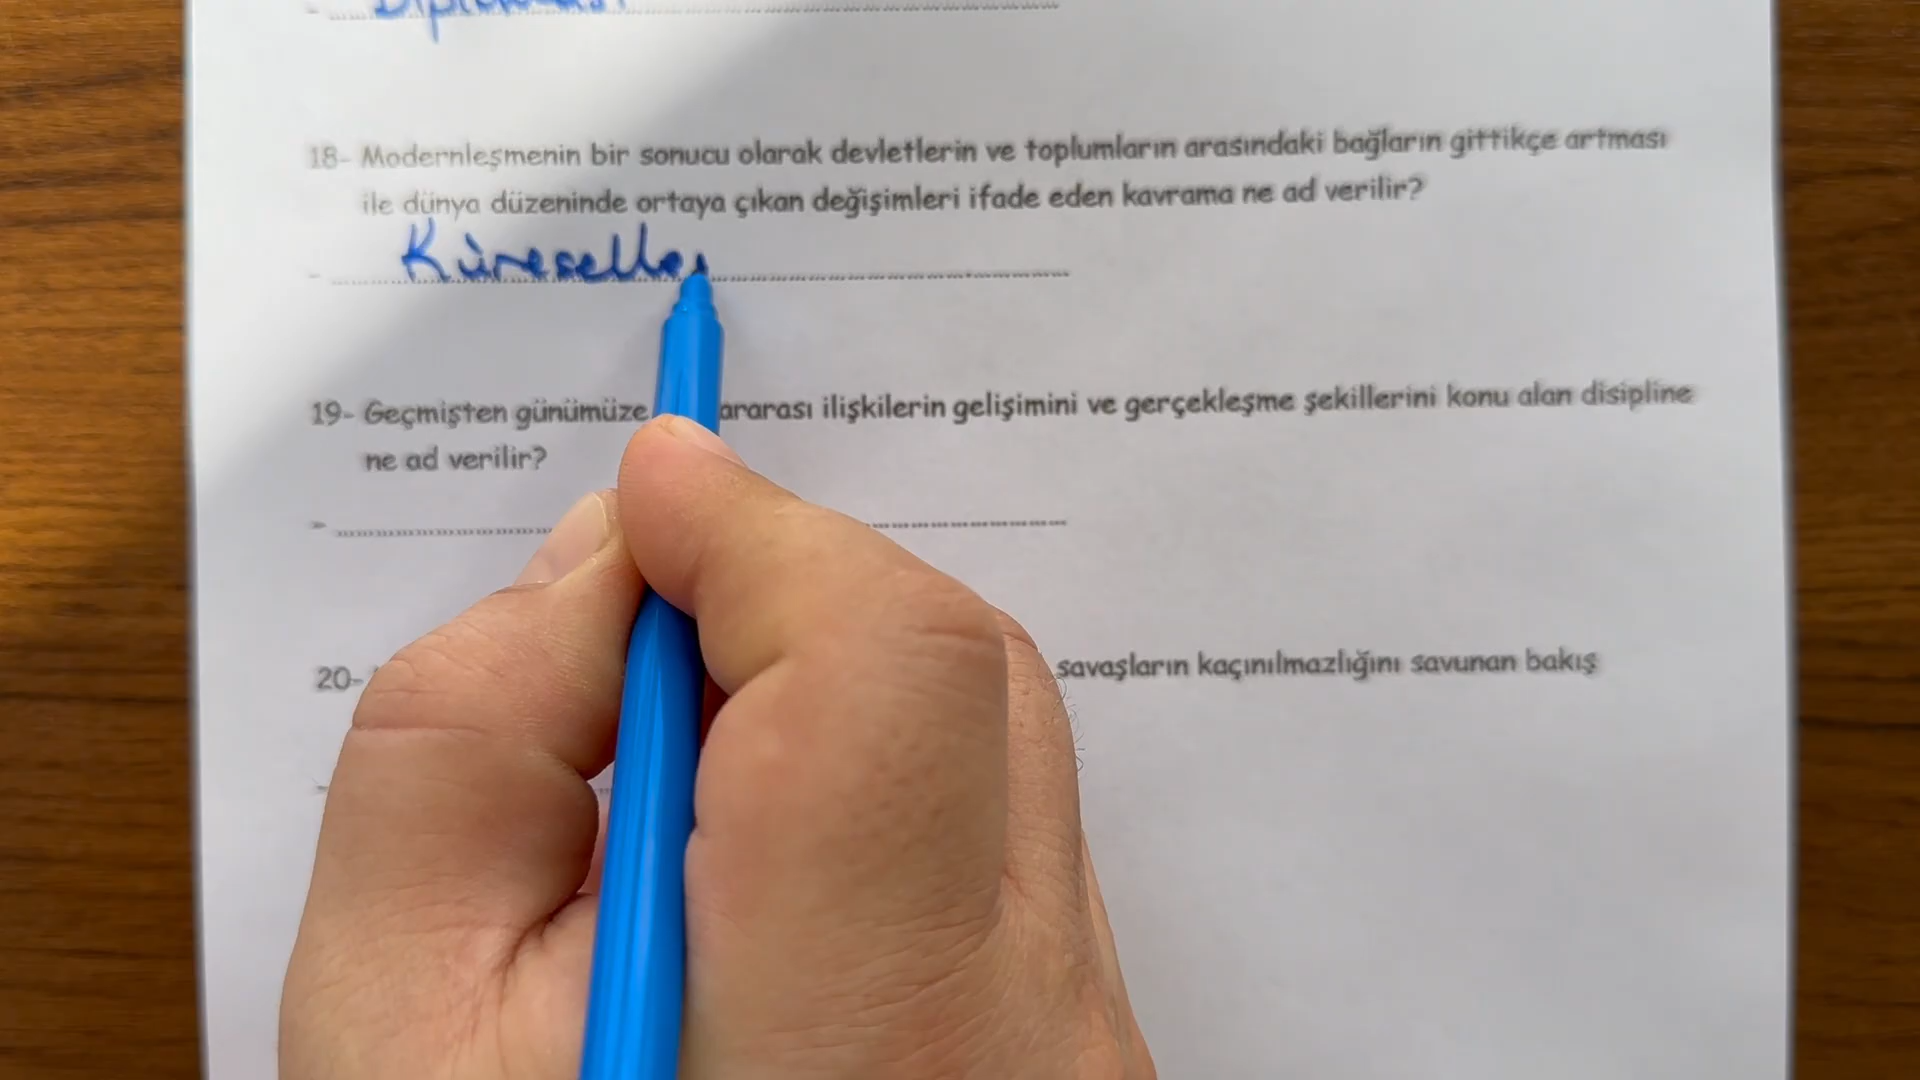 18- Modernleşmenin bir sonucu olarak devletlerin ve toplumların arasındaki bağların gittikçe artması
ile dünya düzeninde ortaya çıkan değişimleri ifade eden kavrama ne ad verilir?
- Küreselleş
19- Geçmişten günümüze ararası ilişkilerin gelişimini ve gerçekleşme şekillerini konu alan disipline
ne ad verilir?
-
20- savaşların kaçınılmazlığını savunan bakış
-